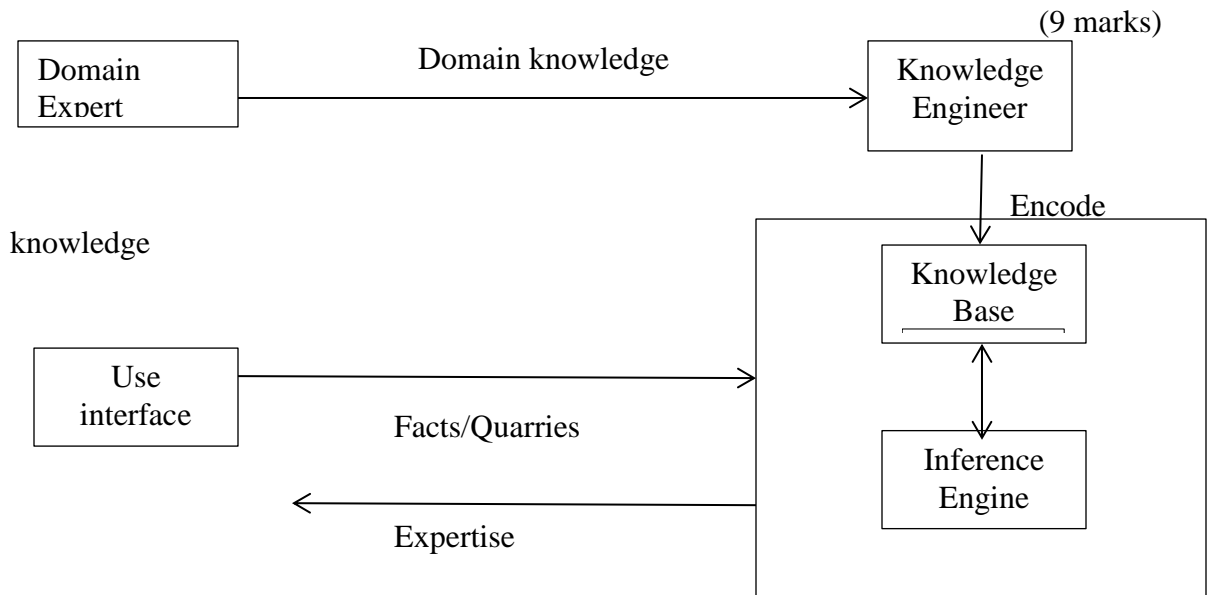 (9 marks)
Domain
Expert
Domain knowledge
Knowledge
Engineer
Encode
knowledge
Knowledge
Base
Use
interface
Facts/Quarries
Inference
Engine
Expertise